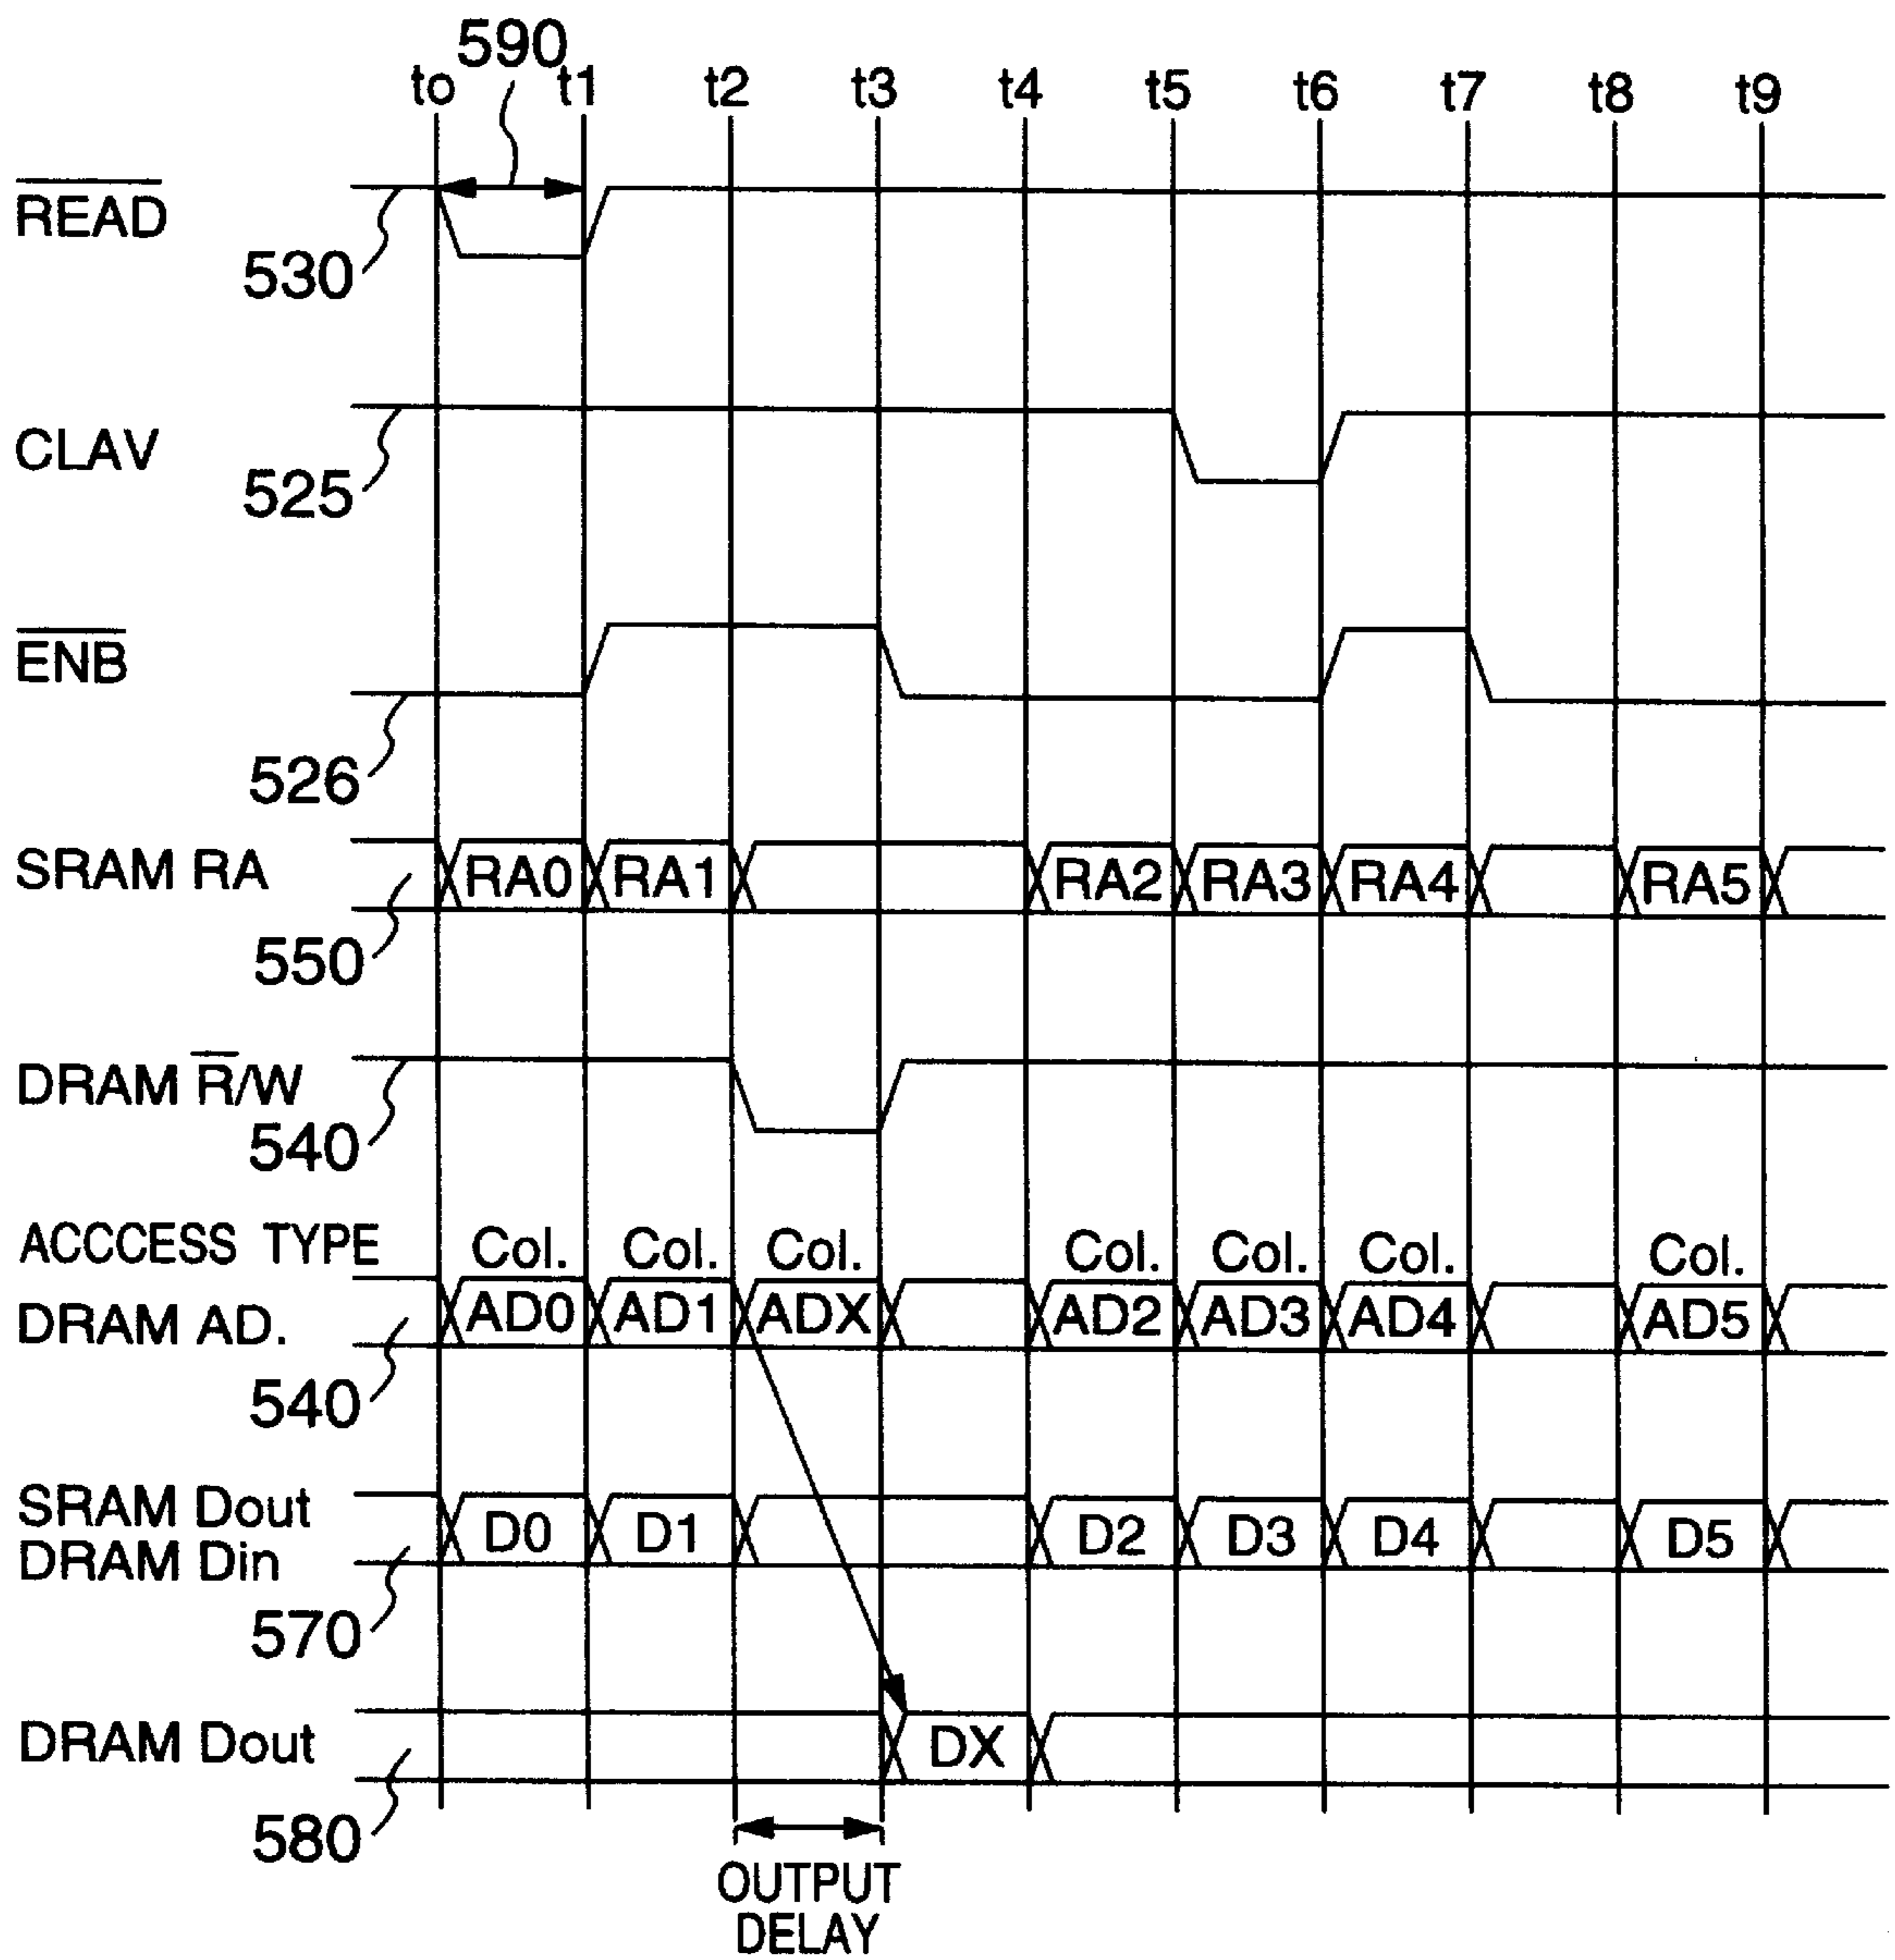 590
to t1 t2 t3 t4 t5 t6 t7 t8 t9
READ
530
CLAV
525
ENB
526
SRAM RA RA0 RA1 RA2 RA3 RA4 RA5
550
DRAM R/W
540
ACCCESS TYPE Col. Col. Col. Col. Col. Col. Col.
DRAM AD. AD0 AD1 ADX AD2 AD3 AD4 AD5
540
SRAM Dout
DRAM Din D0 D1 D2 D3 D4 D5
570
DRAM Dout DX
580
OUTPUT
DELAY